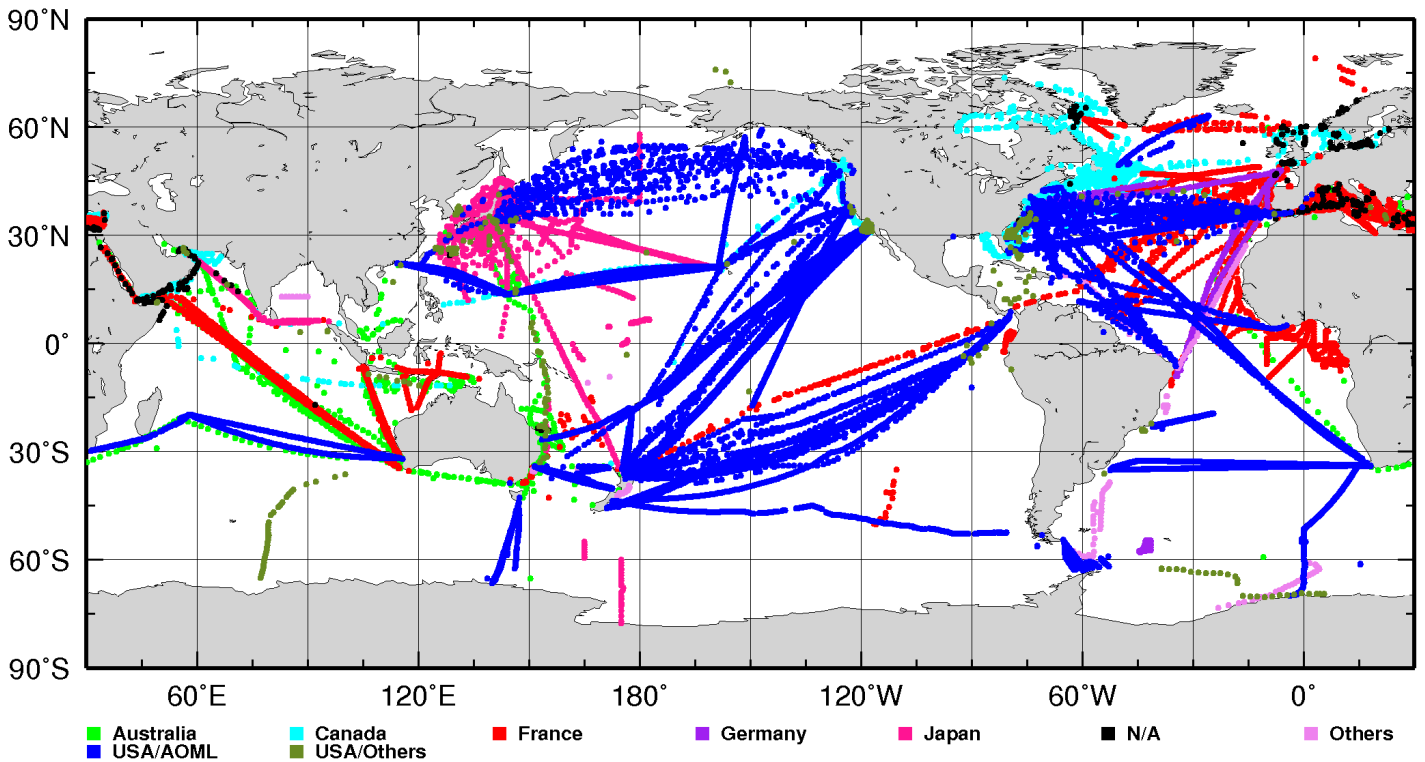 90°N
60°N
30°N
0°
30°S
60°S
90°S
60°E 120°E 180° 120°W 60°W 0°
Australia Canada France Germany Japan N/A Others
USA/AOML USA/Others